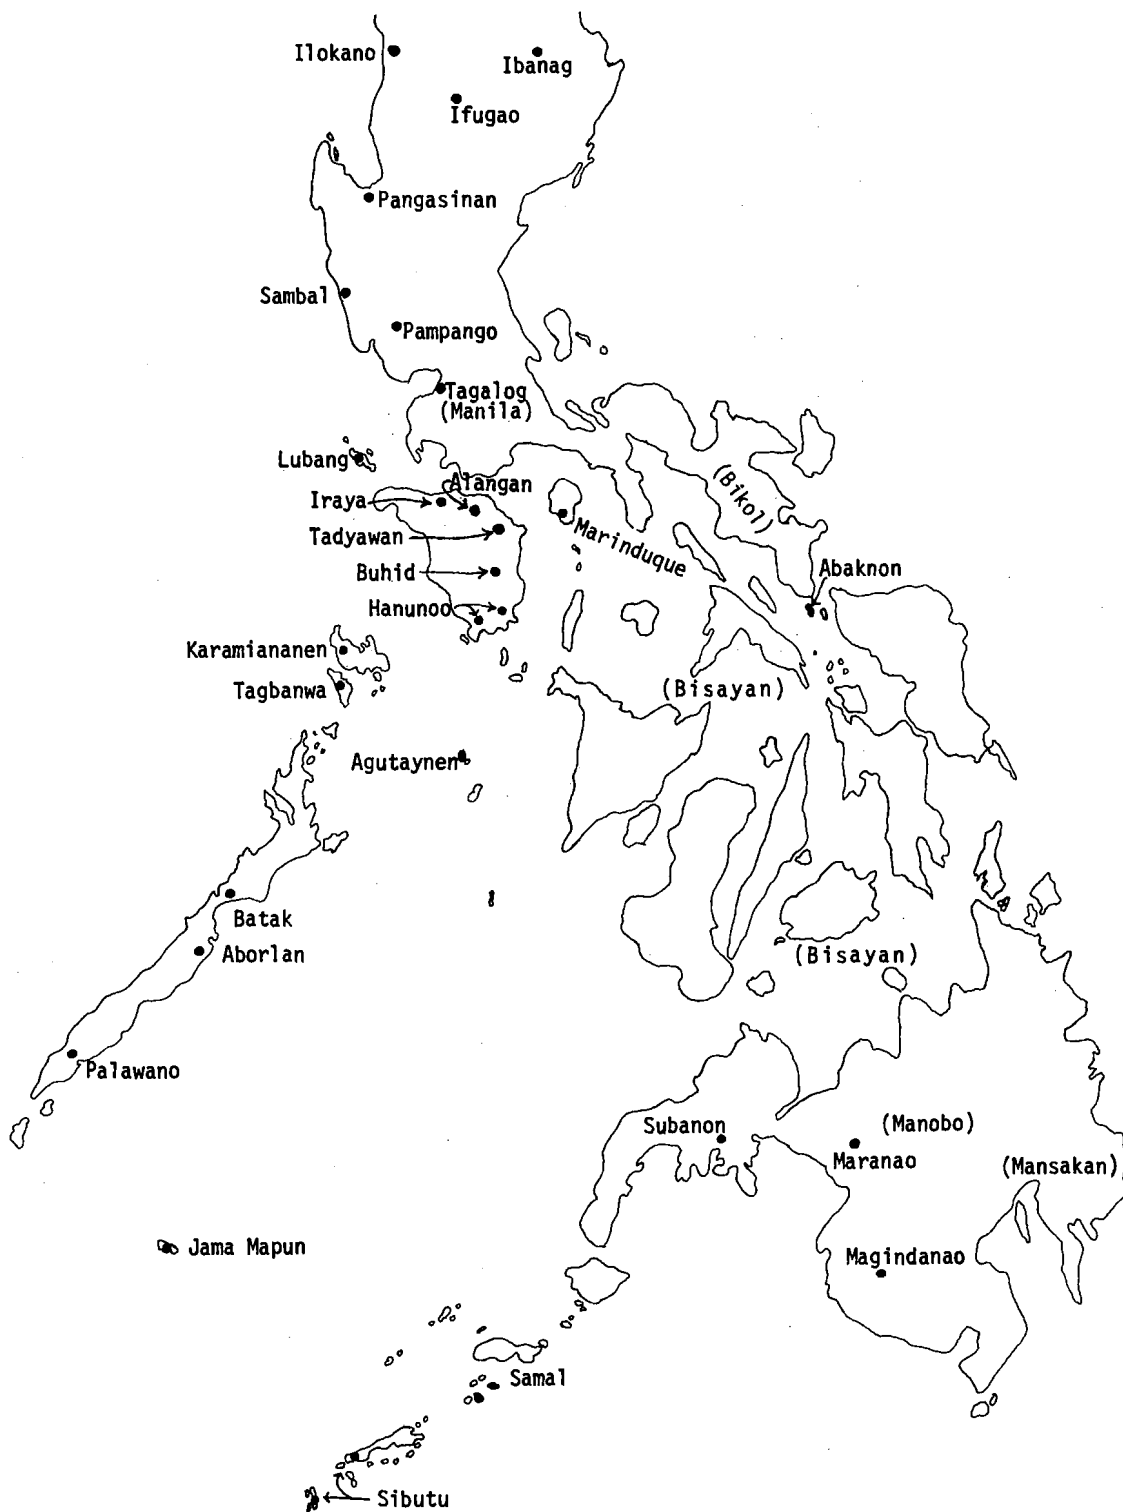 Ilokano
Ibanag
Ifugao
Pangasinan
Sambal
Pampango
Tagalog
(Manila)
Lubang
Alangan
Iraya
(Bikol)
Tadyawan
Marinduque
Buhid
Abaknon
Hanunoo
Karamiananen
Tagbanwa
(Bisayan)
Agutaynen
Batak
Aborlan
(Bisayan)
Palawano
Subanon
(Manobo)
Maranao
(Mansakan)
Jama Mapun
Magindanao
Samal
Sibutu